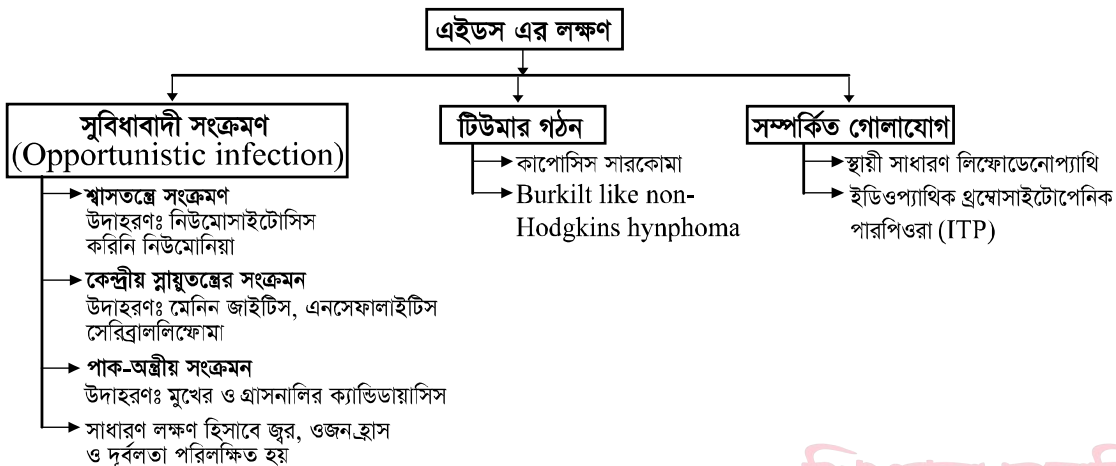 এইডস এর লক্ষণ
সুবিধাবাদী সংক্রমণ
(Opportunistic infection)
শ্বাসতন্ত্রে সংক্রমণ
উদাহরণঃ নিউমোসাইটোসিস
করিনি নিউমোনিয়া
কেন্দ্রীয় স্নায়ুতন্ত্রের সংক্রমন
উদাহরণঃ মেনিন জাইটিস, এনসেফালাইটিস
সেরিব্রাললিম্ফোমা
পাক-অন্ত্রীয় সংক্রমন
উদাহরণঃ মুখের ও গ্রাসনালির ক্যান্ডিডায়াসিস
সাধারণ লক্ষণ হিসাবে জ্বর, ওজন হ্রাস
ও দূর্বলতা পরিলক্ষিত হয়
টিউমার গঠন
কাপোসিস সারকোমা
Burkilt like non-
Hodgkins hynphoma
সম্পর্কিত গোলাযোগ
স্থায়ী সাধারণ লিম্ফোডেনোপ্যাথি
ইডিওপ্যাথিক থ্রম্বোসাইটোপেনিক
পারপিওরা (ITP)